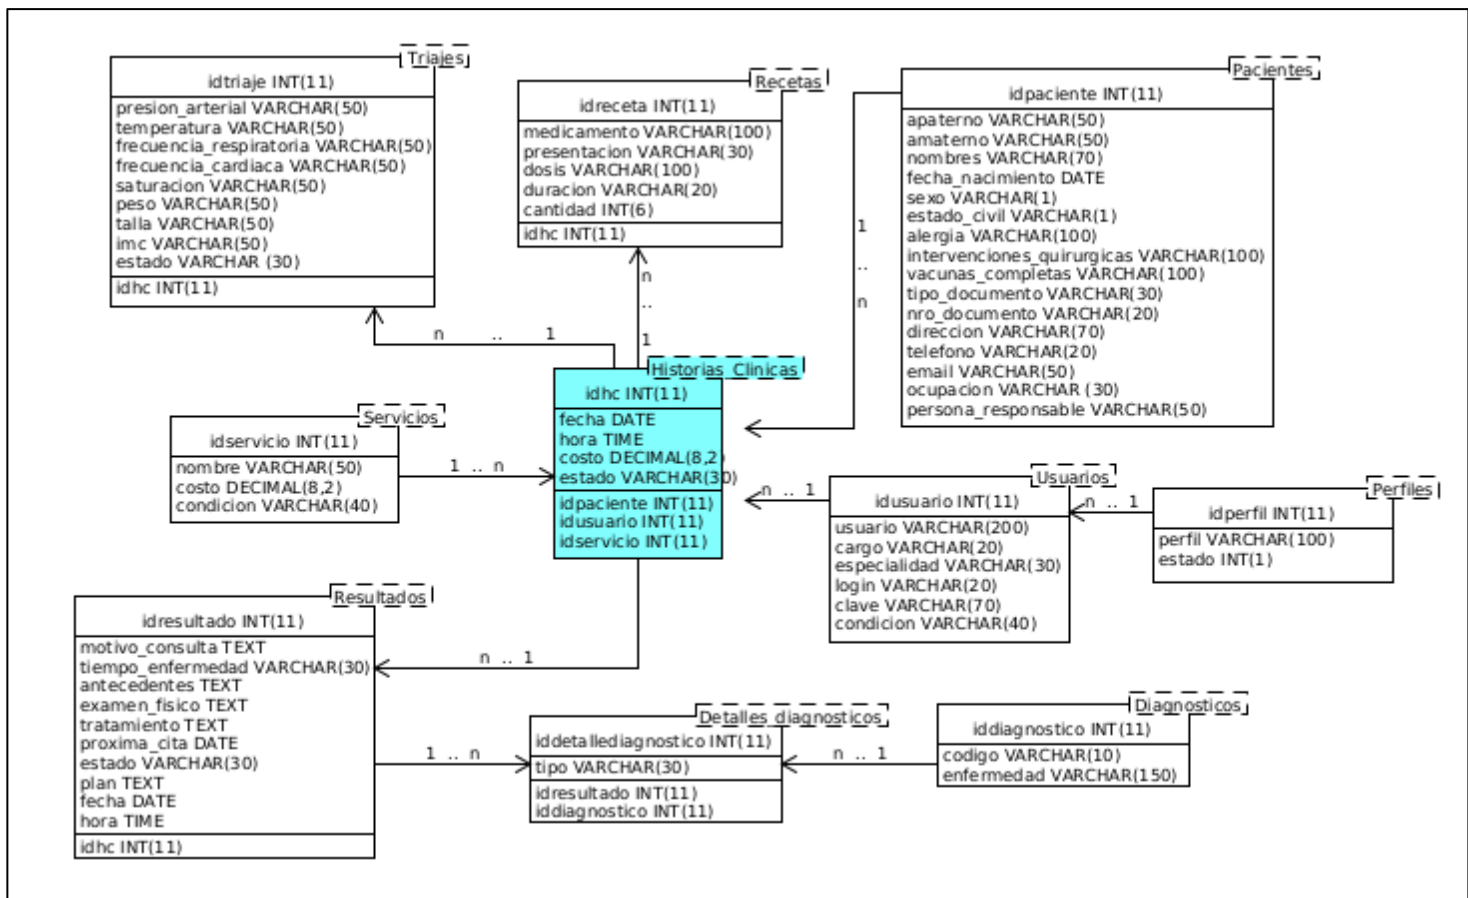 Triajes
idtriaje INT(11)
presion_arterial VARCHAR(50)
temperatura VARCHAR(50)
frecuencia_respiratoria VARCHAR(50)
frecuencia_cardiaca VARCHAR(50)
saturacion VARCHAR(50)
peso VARCHAR(50)
talla VARCHAR(50)
imc VARCHAR(50)
estado VARCHAR (30)
idhc INT(11)
Recetas
idreceta INT(11)
medicamento VARCHAR(100)
presentacion VARCHAR(30)
dosis VARCHAR(100)
duracion VARCHAR(20)
cantidad INT(6)
idhc INT(11)
Pacientes
idpaciente INT(11)
apaterno VARCHAR(50)
amaterno VARCHAR(50)
nombres VARCHAR(70)
fecha_nacimiento DATE
sexo VARCHAR(1)
estado_civil VARCHAR(1)
alergia VARCHAR(100)
intervenciones_quirurgicas VARCHAR(100)
vacunas_completas VARCHAR(100)
tipo_documento VARCHAR(30)
nro_documento VARCHAR(20)
direccion VARCHAR(70)
telefono VARCHAR(20)
email VARCHAR(50)
ocupacion VARCHAR (30)
persona_responsable VARCHAR(50)
1
..
n
n
..
1
n .. 1
Historias_Clinicas
idhc INT(11)
fecha DATE
hora TIME
costo DECIMAL(8,2)
estado VARCHAR(30)
idpaciente INT(11)
idusuario INT(11)
idservicio INT(11)
Servicios
idservicio INT(11)
nombre VARCHAR(50)
costo DECIMAL(8,2)
condicion VARCHAR(40)
1 .. n
n .. 1
Usuarios
idusuario INT(11)
usuario VARCHAR(200)
cargo VARCHAR(20)
especialidad VARCHAR(30)
login VARCHAR(20)
clave VARCHAR(70)
condicion VARCHAR(40)
n .. 1
Perfiles
idperfil INT(11)
perfil VARCHAR(100)
estado INT(1)
Resultados
idresultado INT(11)
motivo_consulta TEXT
tiempo_enfermedad VARCHAR(30)
antecedentes TEXT
examen_fisico TEXT
tratamiento TEXT
proxima_cita DATE
estado VARCHAR(30)
plan TEXT
fecha DATE
hora TIME
idhc INT(11)
n .. 1
1 .. n
Detalles_diagnosticos
iddetallediagnostico INT(11)
tipo VARCHAR(30)
idresultado INT(11)
iddiagnostico INT(11)
n .. 1
Diagnosticos
iddiagnostico INT(11)
codigo VARCHAR(10)
enfermedad VARCHAR(150)